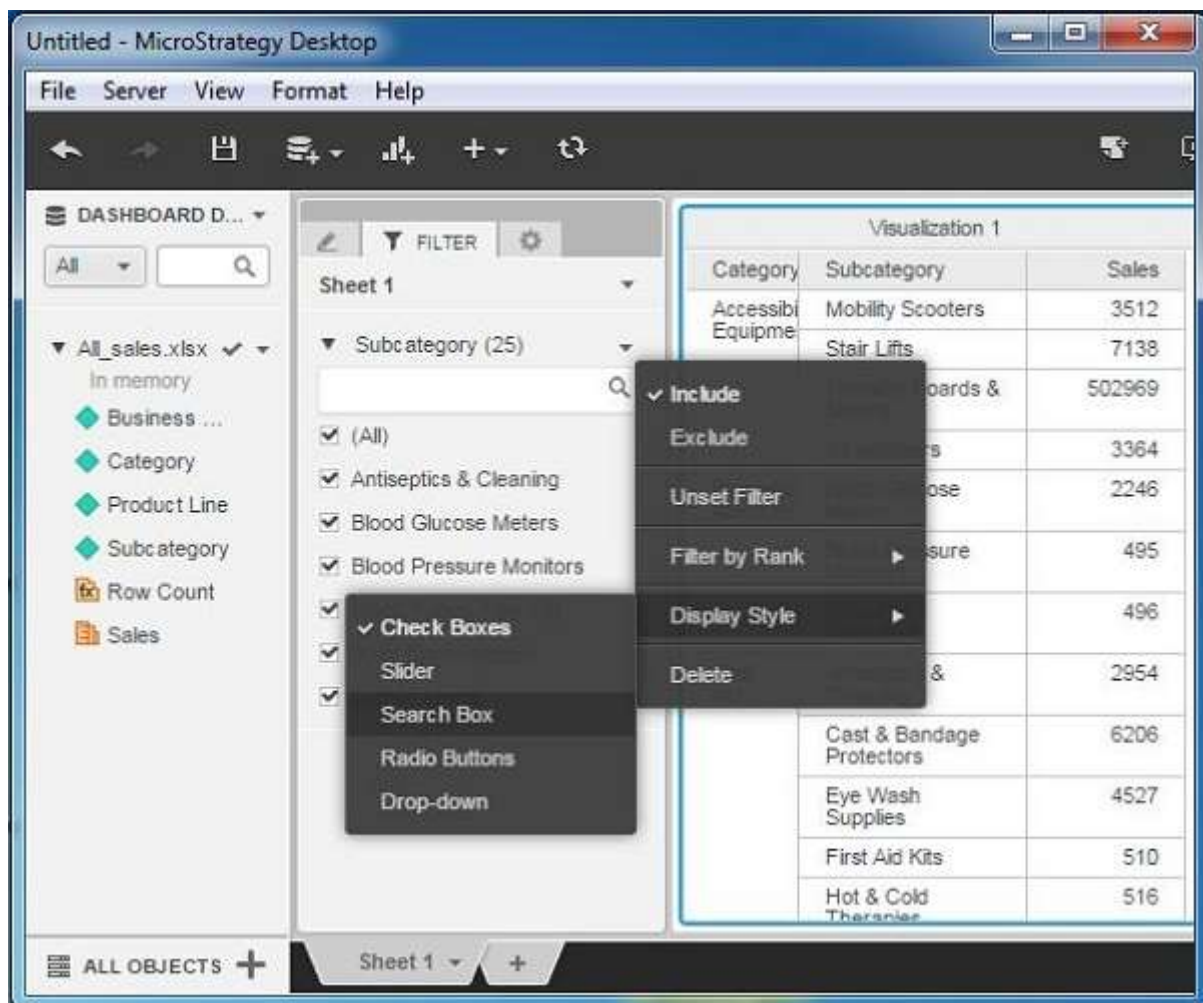 Untitled - MicroStrategy Desktop
File Server View Format Help
DASHBOARD D...
All
All_sales.xlsx
In memory
Business ...
Category
Product Line
Subcategory
Row Count
Sales
ALL OBJECTS
FILTER
Sheet 1
Subcategory (25)
(All)
Antiseptics & Cleaning
Blood Glucose Meters
Blood Pressure Monitors
Check Boxes
Slider
Search Box
Radio Buttons
Drop-down
Include
Exclude
Unset Filter
Filter by Rank
Display Style
Delete
Visualization 1
Category Subcategory Sales
Accessibi Mobility Scooters 3512
Equipme
Stair Lifts 7138
oards & 502969
s 3364
ose 2246
sure 495
496
& 2954
Cast & Bandage 6206
Protectors
Eye Wash 4527
Supplies
First Aid Kits 510
Hot & Cold 516
Therapies
Sheet 1